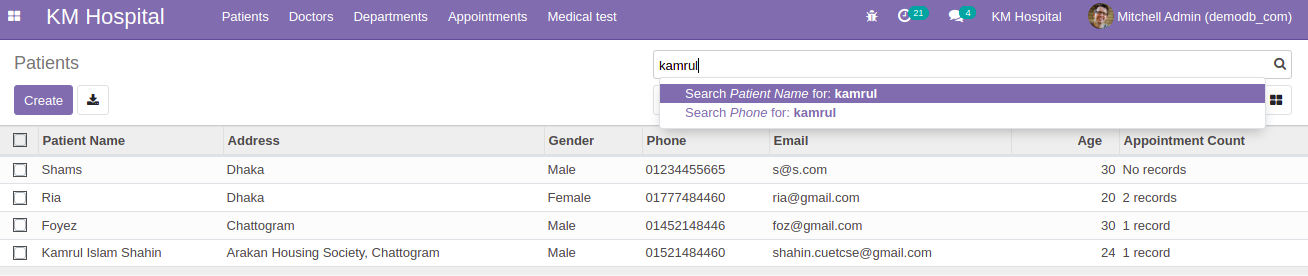 KM Hospital Patients Doctors Departments Appointments Medical test 21 4 KM Hospital Mitchell Admin (demodb_com)
Patients kamrul
Create Search Patient Name for: kamrul
Search Phone for: kamrul
Patient Name Address Gender Phone Email Age Appointment Count
Shams Dhaka Male 01234455665 s@s.com 30 No records
Ria Dhaka Female 01777484460 ria@gmail.com 20 2 records
Foyez Chattogram Male 01452148446 foz@gmail.com 30 1 record
Kamrul Islam Shahin Arakan Housing Society, Chattogram Male 01521484460 shahin.cuetcse@gmail.com 24 1 record